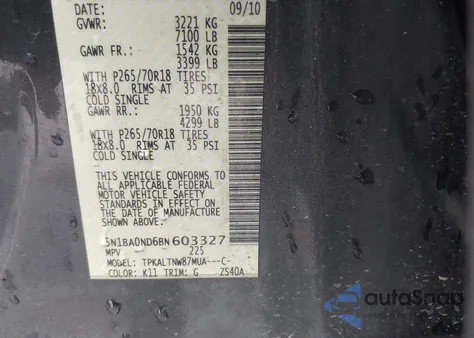 DATE: 09/10
GVWR: 3221 KG
7100 LB
GAWR FR.: 1542 KG
3399 LB
WITH P265/70R18 TIRES
18x8.0 RIMS AT 35 PSI
COLD SINGLE
GAWR RR.: 1950 KG
4299 LB
WITH P265/70R18 TIRES
18x8.0 RIMS AT 35 PSI
COLD SINGLE
THIS VEHICLE CONFORMS TO
ALL APPLICABLE FEDERAL
MOTOR VEHICLE SAFETY
STANDARDS IN EFFECT ON
THE DATE OF MANUFACTURE
SHOWN ABOVE.
5N1BA0ND6BN603327
MPV 225
MODEL: TPKALTNW87MUA---C-
COLOR: K11 TRIM: G ZS40A
autoSnap